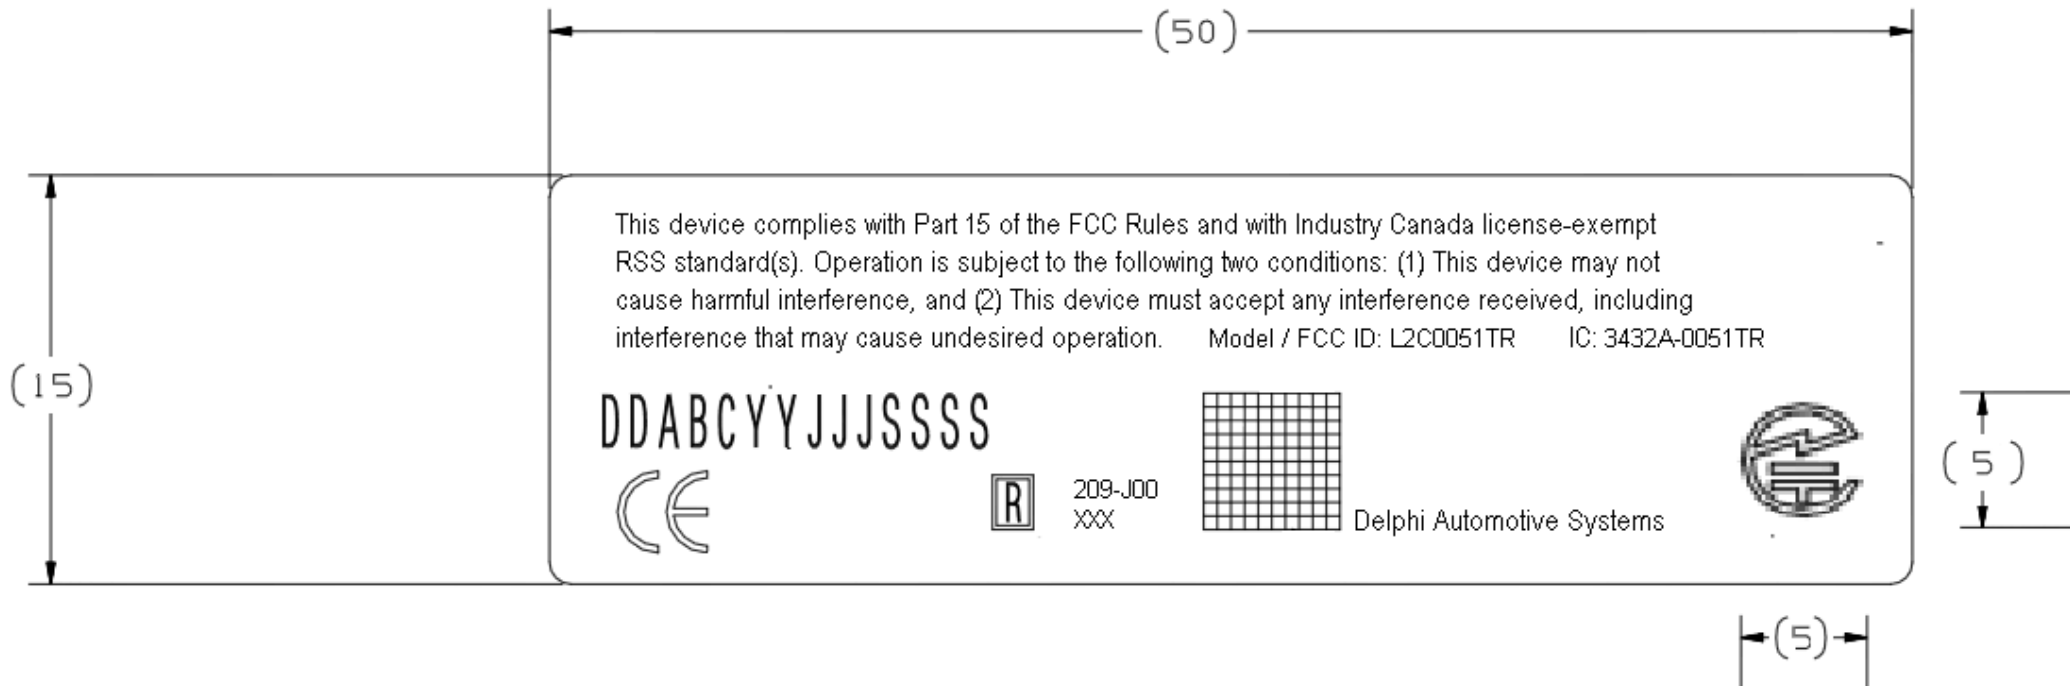 (50)
This device complies with Part 15 of the FCC Rules and with Industry Canada license-exempt
RSS standard(s). Operation is subject to the following two conditions: (1) This device may not
cause harmful interference, and (2) This device must accept any interference received, including
interference that may cause undesired operation. Model / FCC ID: L2C0051TR IC: 3432A-0051TR
(15)
DDABCYYJJJSSSS
(5)
CE
R 209-J00
XXX
Delphi Automotive Systems
(5)